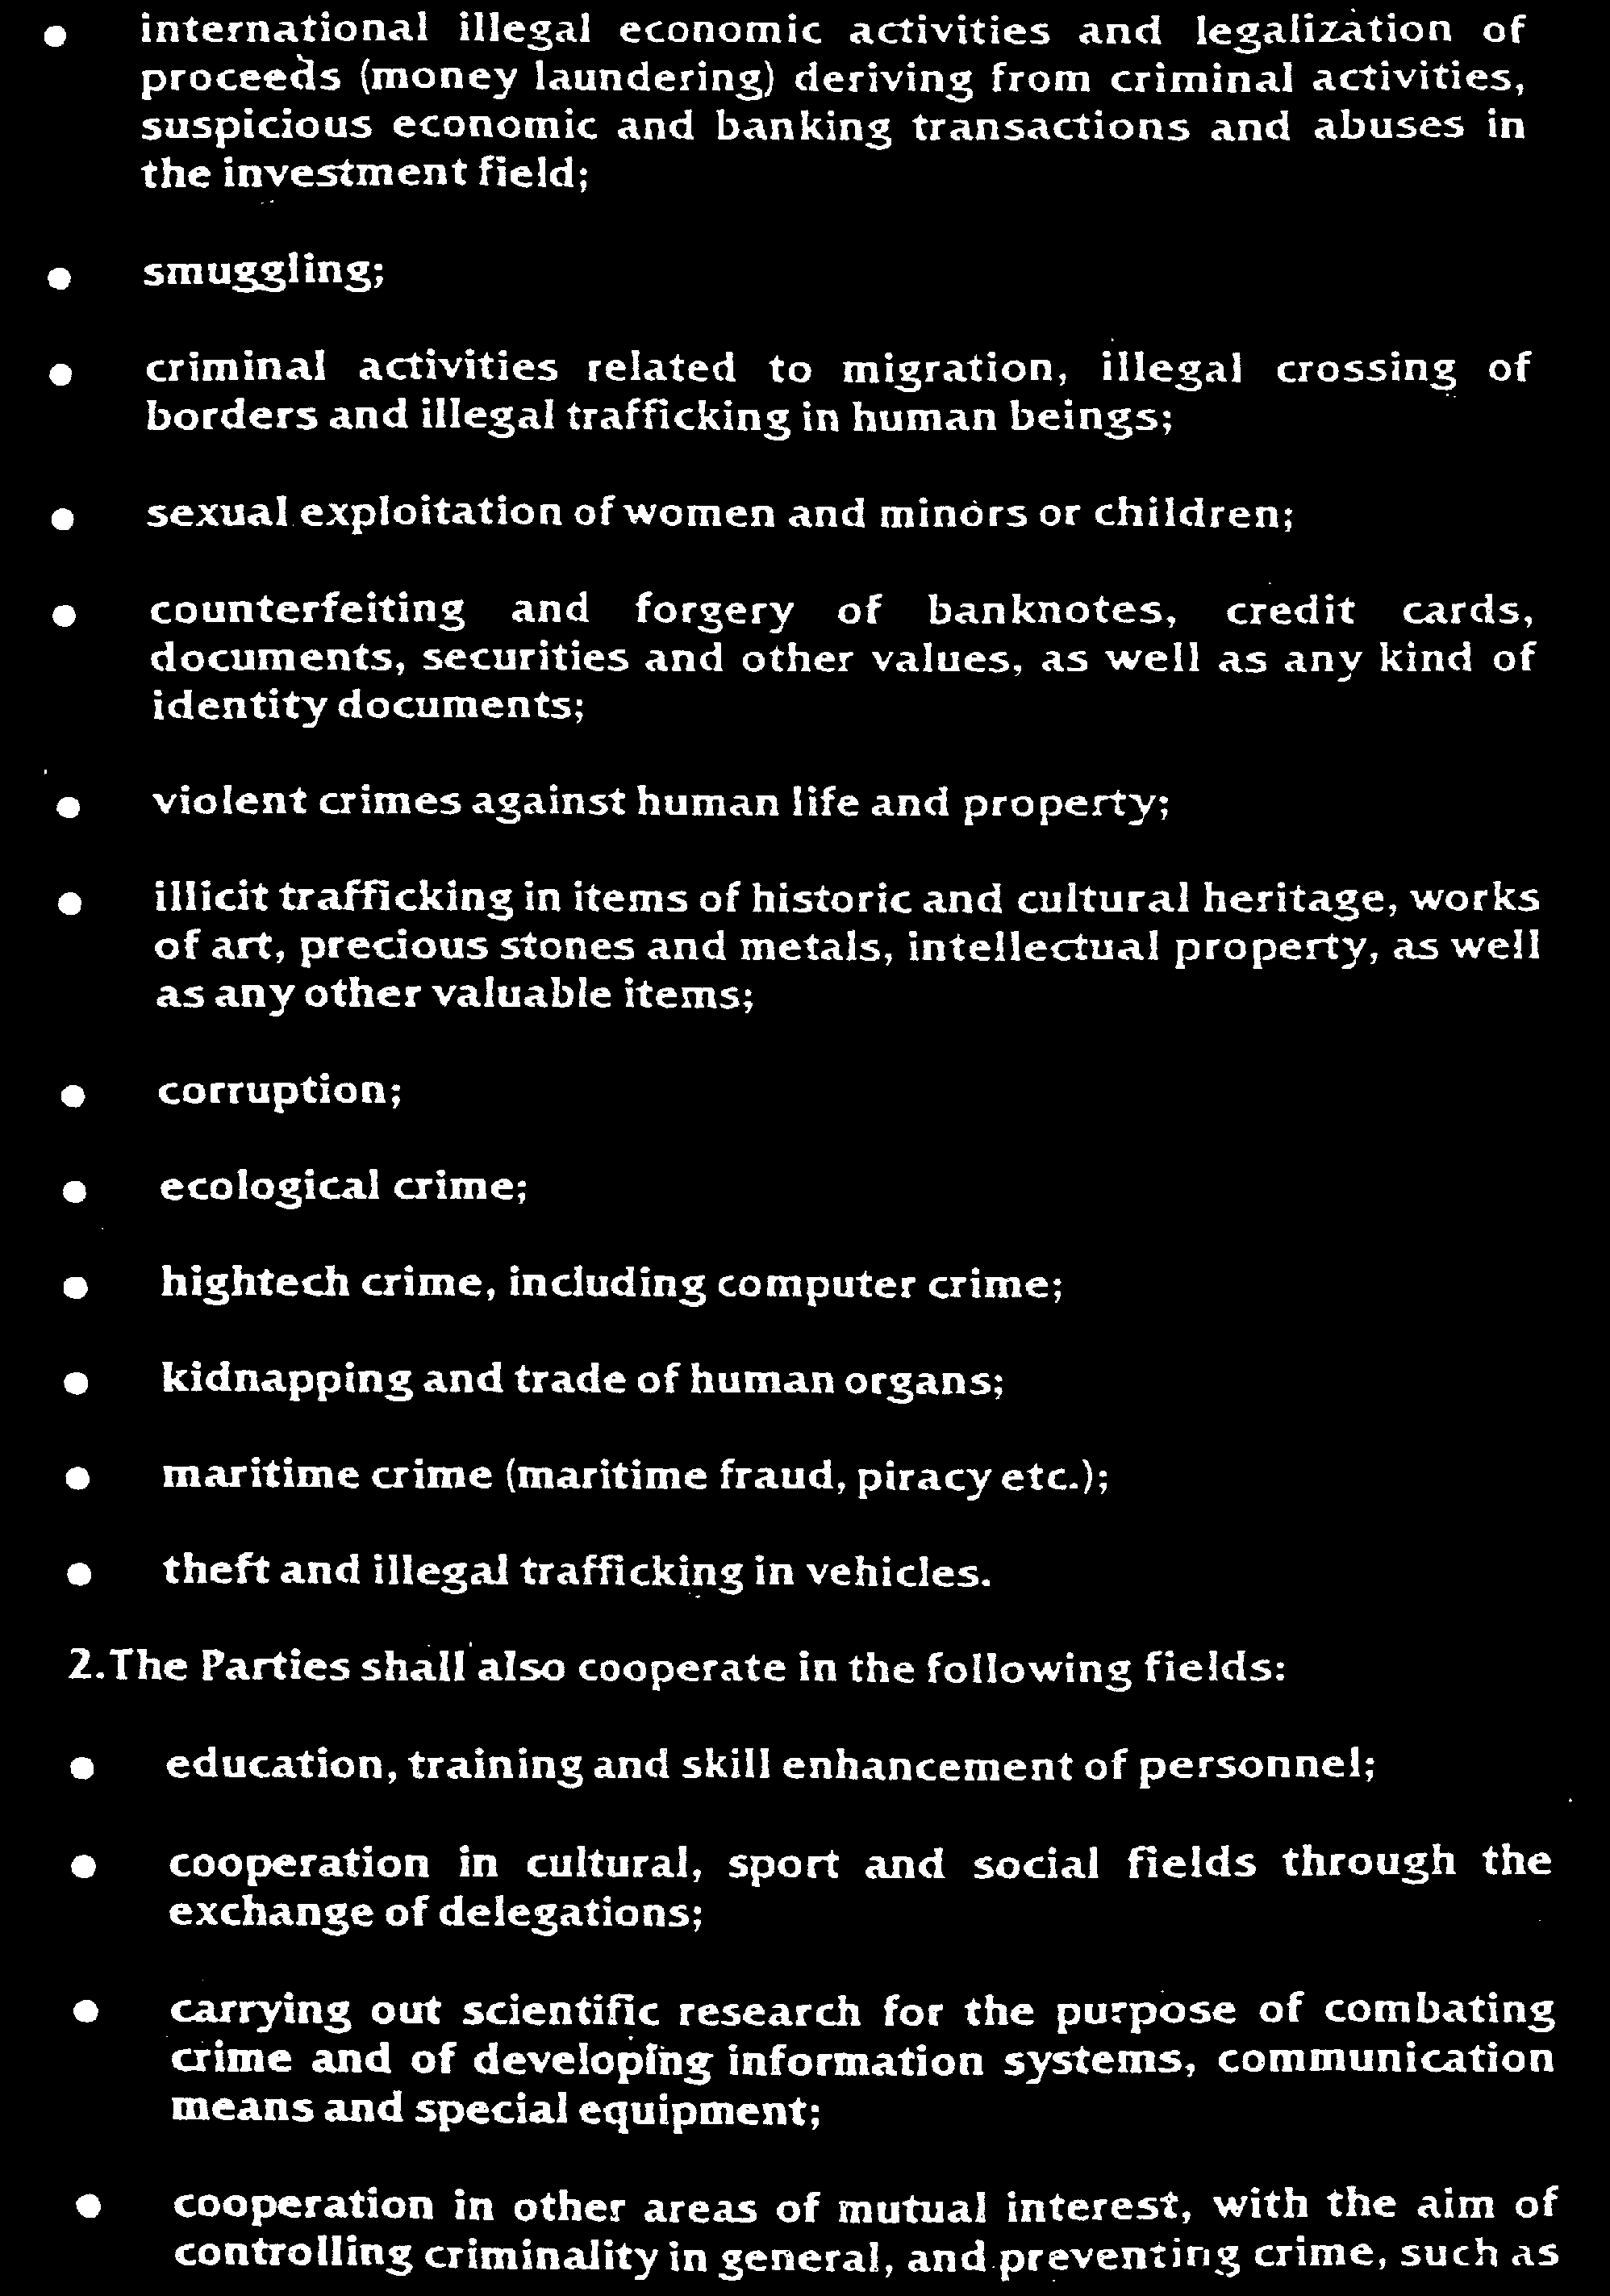 • international illegal economic activities and legalization of
proceeds (money laundering) deriving from criminal activities,
suspicious economic and banking transactions and abuses in
the investment field;
• smuggling;
• criminal activities related to migration, illegal crossing of
borders and illegal trafficking in human beings;
• sexual exploitation of women and minors or children;
• counterfeiting and forgery of banknotes, credit cards,
documents, securities and other values, as well as any kind of
identity documents;
• violent crimes against human life and property;
• illicit trafficking in items of historic and cultural heritage, works
of art, precious stones and metals, intellectual property, as well
as any other valuable items;
• corruption;
• ecological crime;
• hightech crime, including computer crime;
• kidnapping and trade of human organs;
• maritime crime (maritime fraud, piracy etc.);
• theft and illegal trafficking in vehicles.
2.The Parties shall also cooperate in the following fields:
• education, training and skill enhancement of personnel;
• cooperation in cultural, sport and social fields through the
exchange of delegations;
• carrying out scientific research for the purpose of combating
crime and of developing information systems, communication
means and special equipment;
• cooperation in other areas of mutual interest, with the aim of
controlling criminality in general, and preventing crime, such as